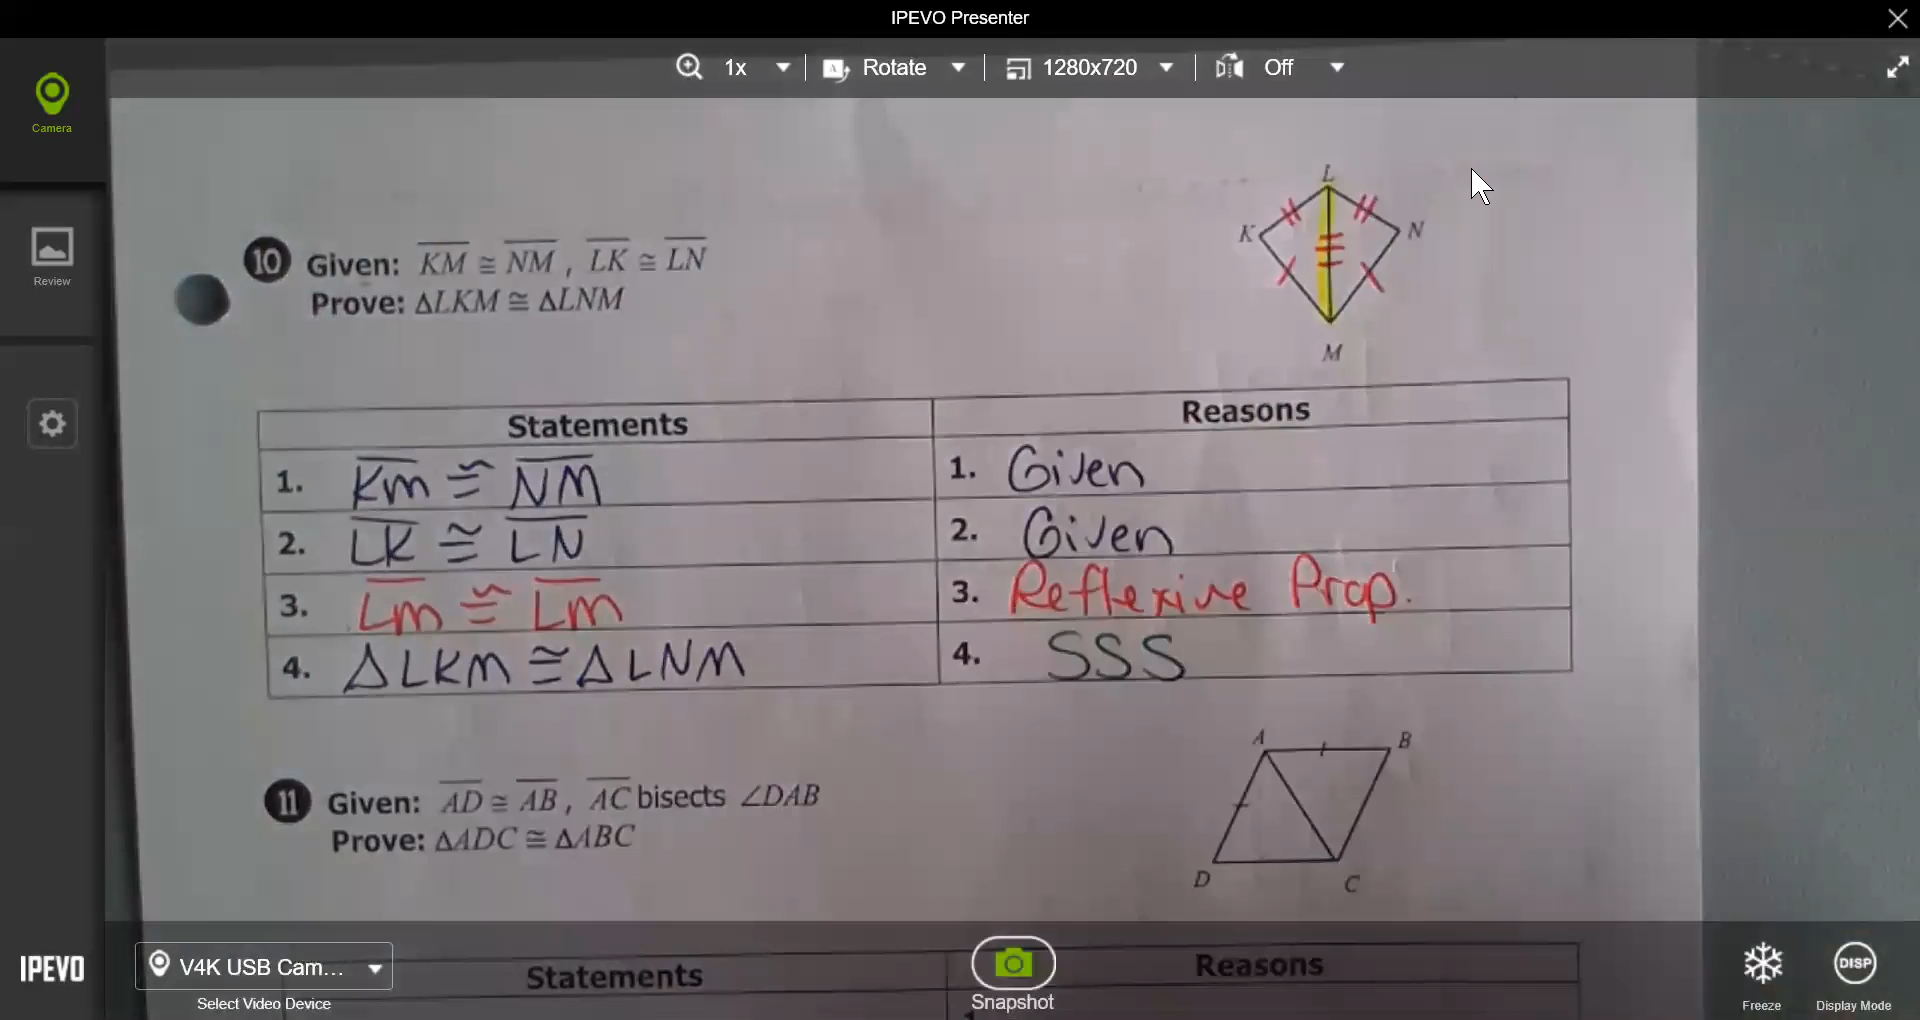 IPEVO Presenter
1x Rotate 1280x720 Off
Camera
Review
L
K N
M
10 Given: KM ≅ NM , LK ≅ LN
Prove: ΔLKM ≅ ΔLNM
Statements Reasons
1. KM ≅ NM 1. Given
2. LK ≅ LN 2. Given
3. LM ≅ LM 3. Reflexive Prop.
4. ΔLKM ≅ ΔLNM 4. SSS
A B
D C
11 Given: AD ≅ AB , AC bisects ∠DAB
Prove: ΔADC ≅ ΔABC
Statements Reasons
IPEVO
V4K USB Cam...
Select Video Device
Snapshot
Freeze
DISP
Display Mode